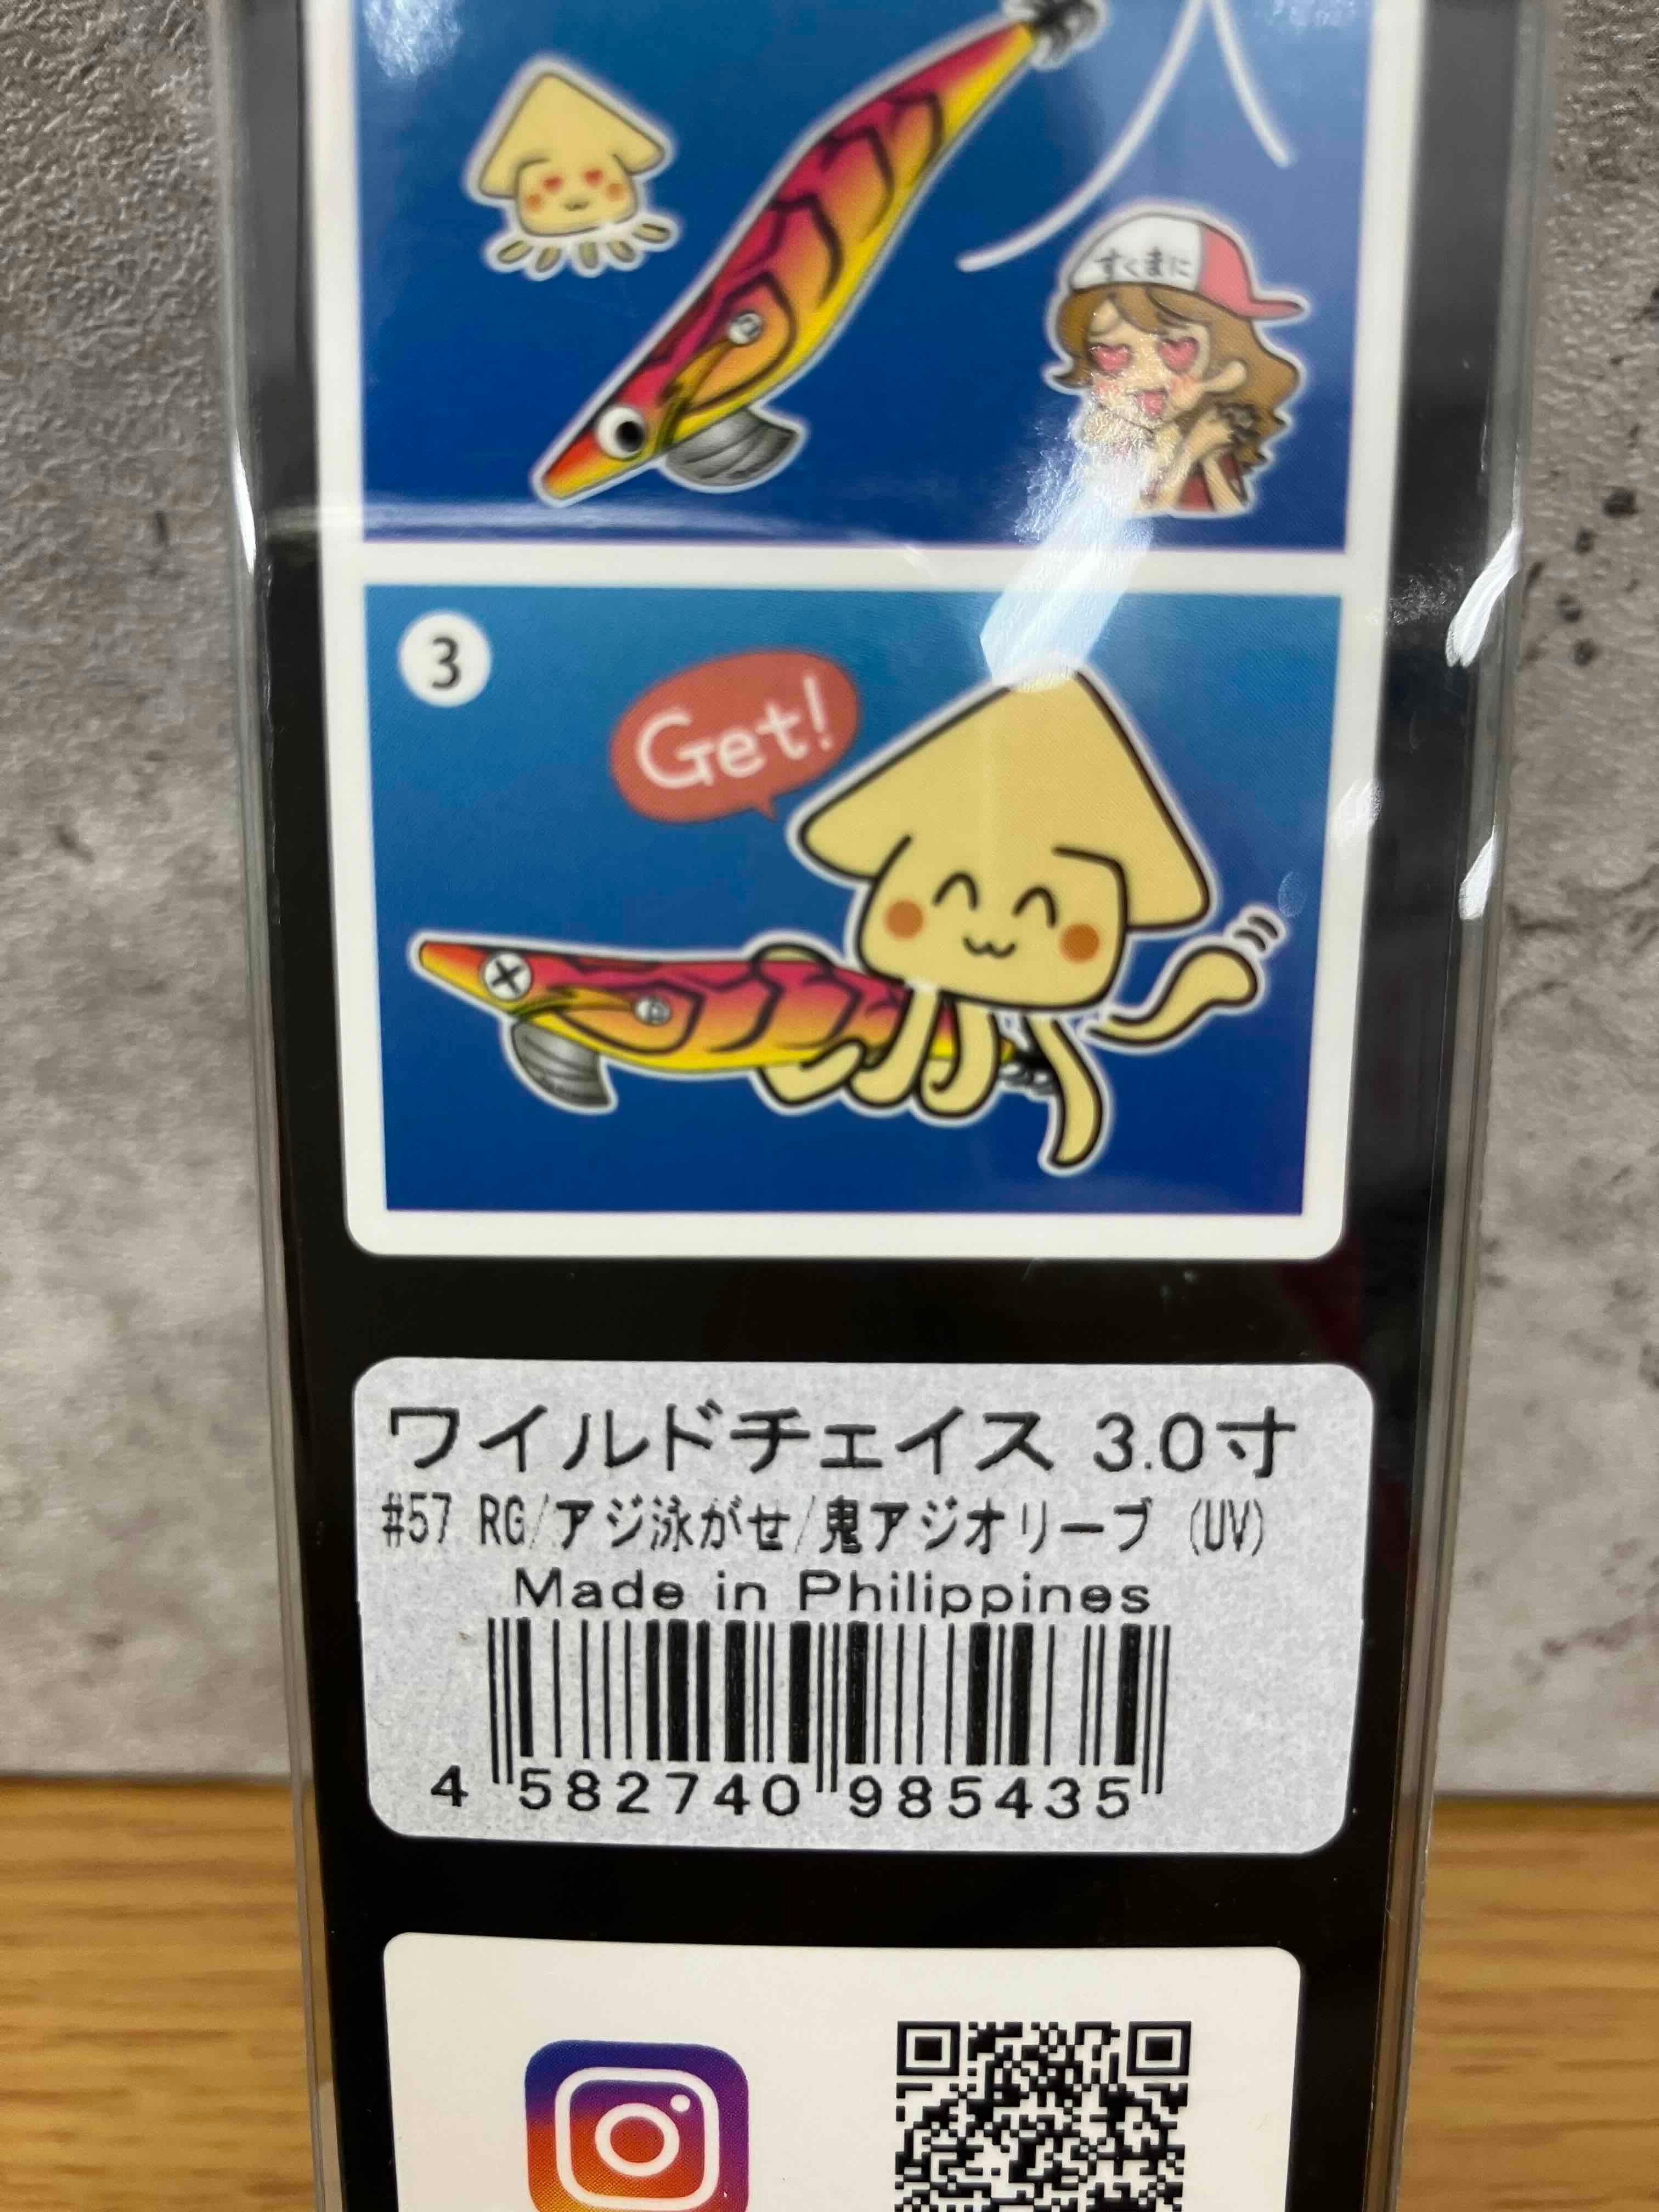 すくまに
3
Get!
ワイルドチェイス 3.0寸
#57 RG/アジ泳がせ/鬼アジオリーブ (UV)
Made in Philippines
4 582740 985435